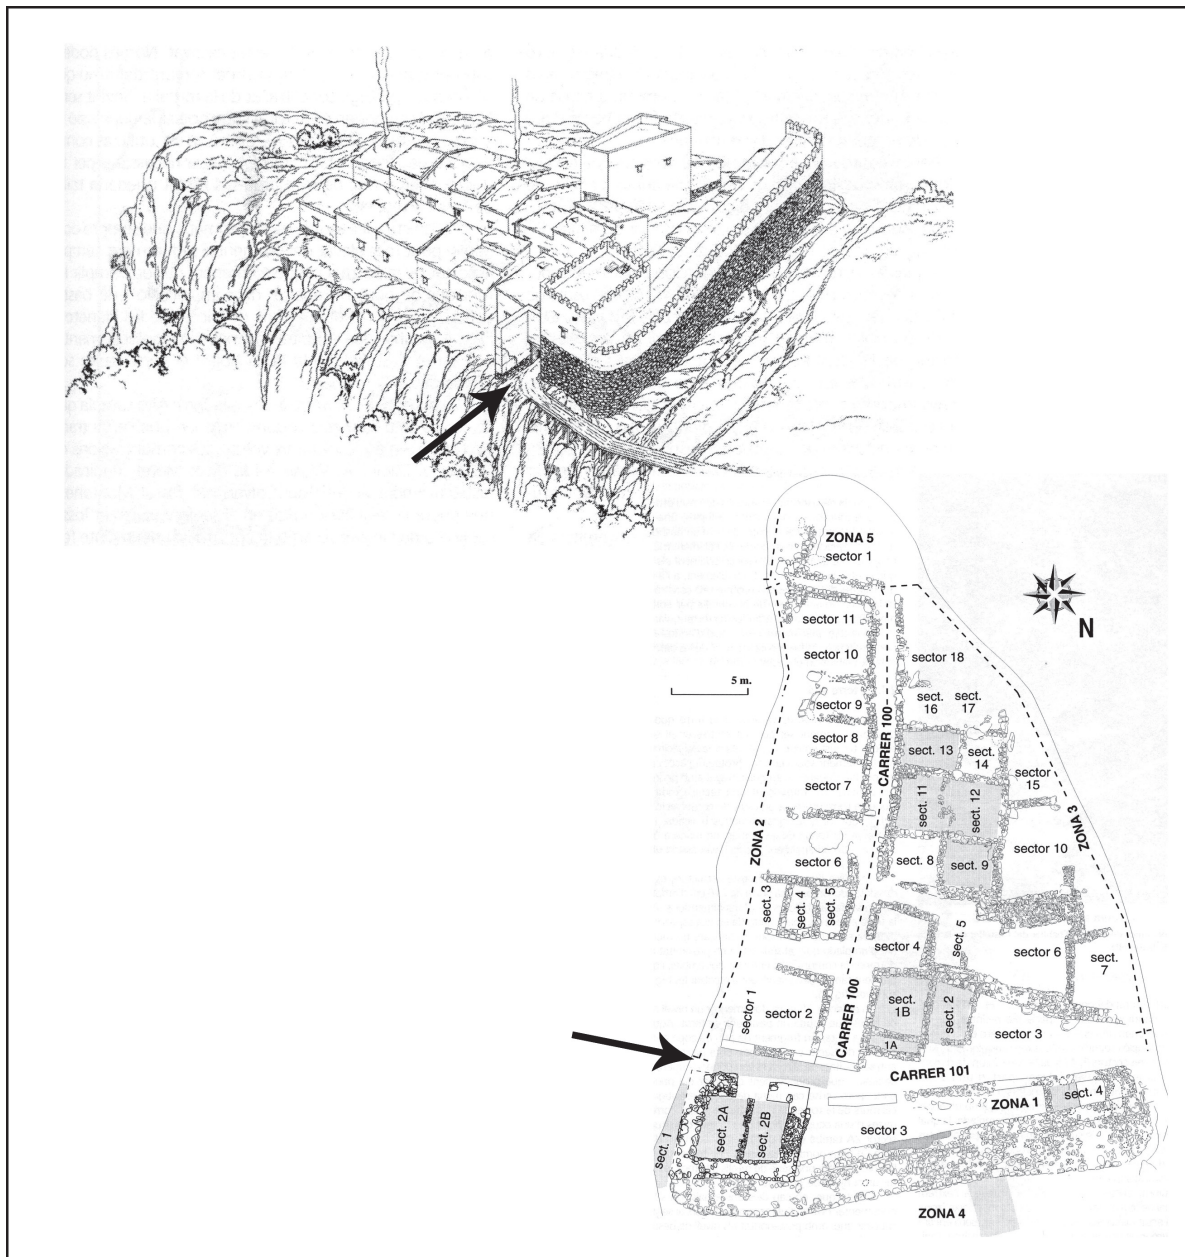 ZONA 5
sector 1
N
5 m.
sector 11
sector 10
sector 18
sector 9
sect.
16
sect.
17
CARRER 100
sector 8
sect. 13
sect.
14
sector 7
sect. 11
sect. 12
sector
15
ZONA 2
ZONA 3
sector 10
sector 6
sect. 8
sect. 9
sect. 3
sect. 4
sect. 5
sector 4
sect. 5
sector 6
sect.
7
sector 1
sector 2
CARRER 100
sect.
1B
sect. 2
1A
sector 3
CARRER 101
sect. 1
sect. 2A
sect. 2B
ZONA 1
sect. 4
sector 3
ZONA 4